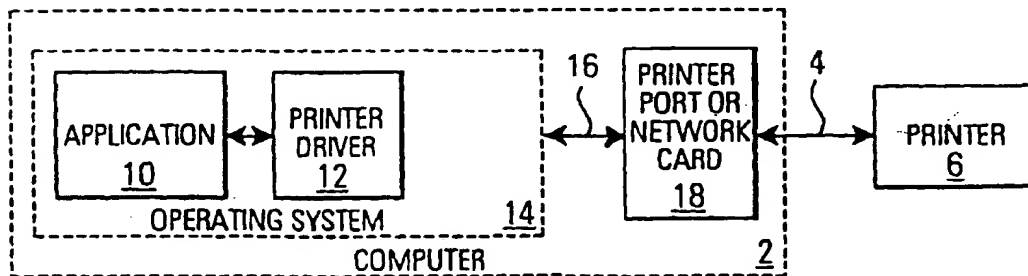 APPLICATION
10
PRINTER
DRIVER
12
OPERATING SYSTEM
14
16
PRINTER
PORT OR
NETWORK
CARD
18
4
PRINTER
6
COMPUTER
2